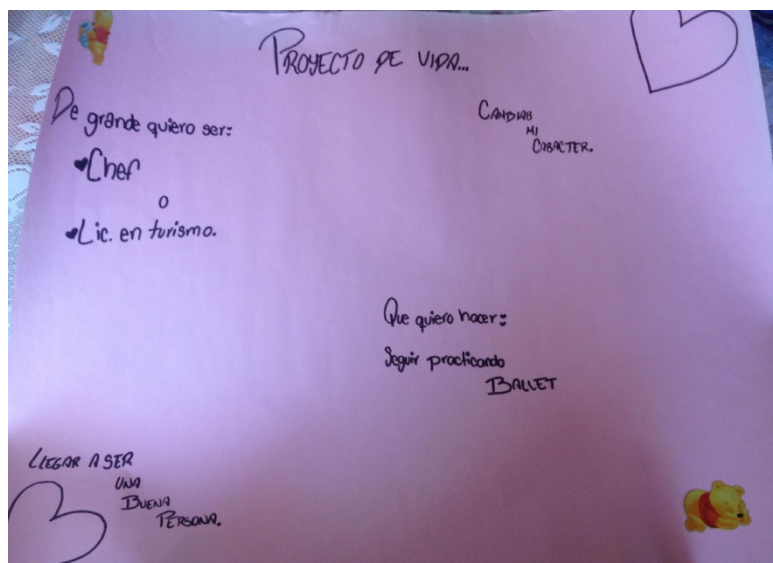 PROYECTO DE VIDA...
De grande quiero ser:
Chef
o
Lic. en turismo.
CAMBIAR
MI
CARACTER.
Que quiero hacer:
Seguir practicando
BALLET
LLEGAR A SER
UNA
BUENA
PERSONA.